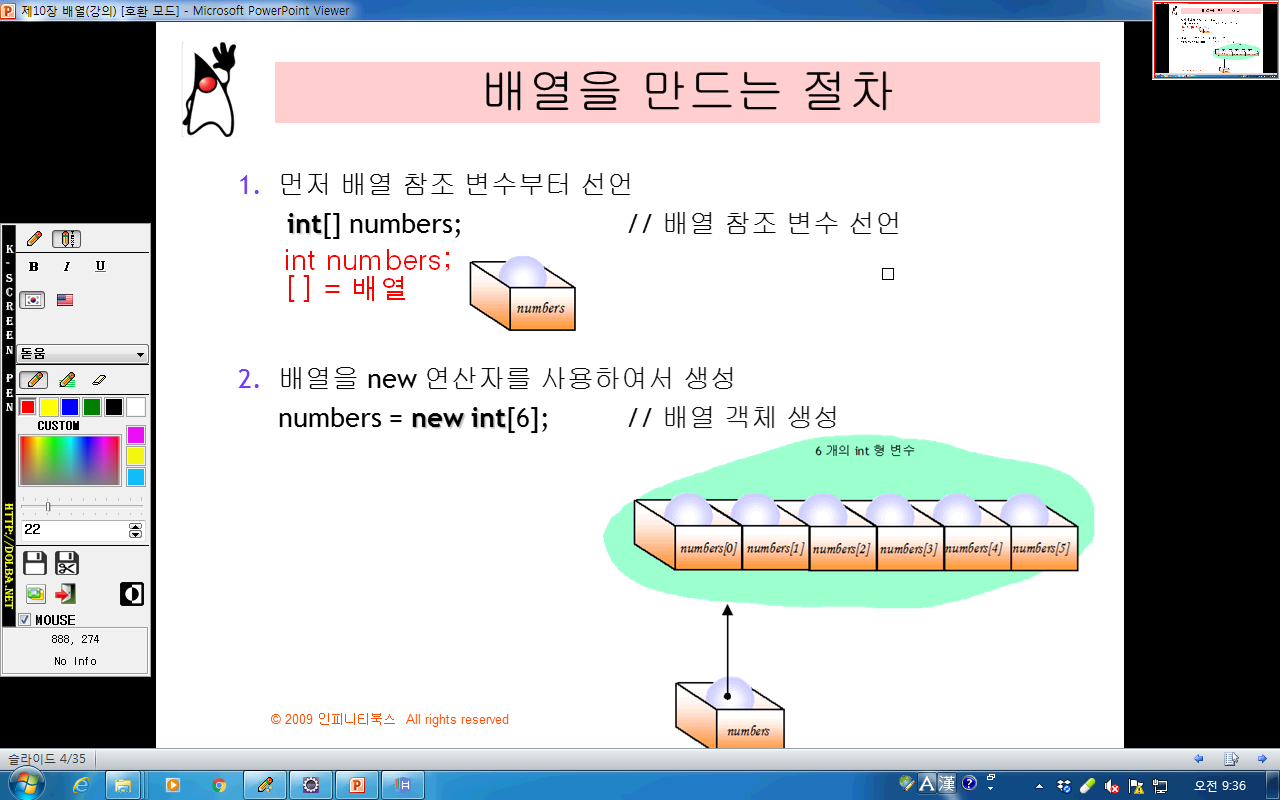 제10장 배열(강의) [호환 모드] - Microsoft PowerPoint Viewer
배열을 만드는 절차
1. 먼저 배열 참조 변수부터 선언
int[] numbers; // 배열 참조 변수 선언
int numbers;
[ ] = 배열
numbers
2. 배열을 new 연산자를 사용하여서 생성
numbers = new int[6]; // 배열 객체 생성
6 개의 int 형 변수
numbers[0] numbers[1] numbers[2] numbers[3] numbers[4] numbers[5]
numbers
© 2009 인피니티북스 All rights reserved
K-SCREEN PEN
HTTP://DOLBA.NET
B I U
돋움
CUSTOM
22
MOUSE
888, 274
No Info
슬라이드 4/35
A 漢
오전 9:36